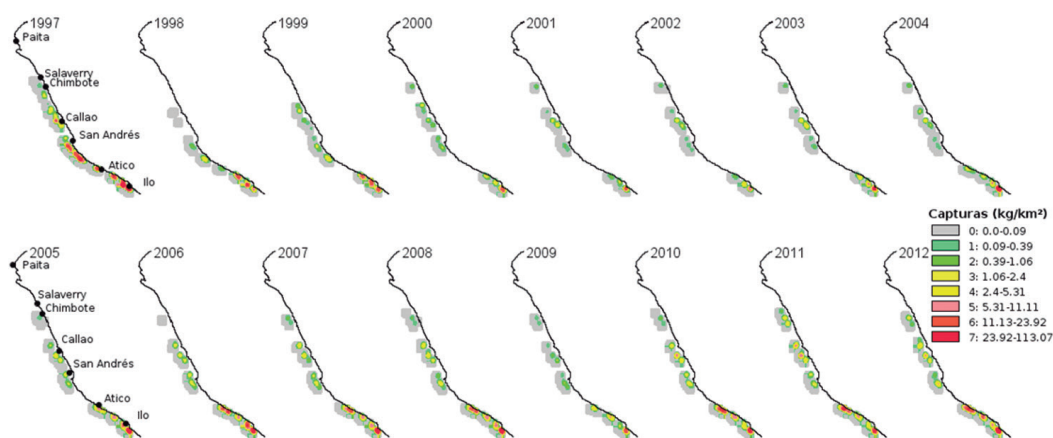 1997 1998 1999 2000 2001 2002 2003 2004
Paita
Salaverry
Chimbote
Callao
San Andrés
Atico
Ilo
Capturas (kg/km²)
0: 0.0-0.09
1: 0.09-0.39
2: 0.39-1.06
3: 1.06-2.4
4: 2.4-5.31
5: 5.31-11.11
6: 11.13-23.92
7: 23.92-113.07
2005 2006 2007 2008 2009 2010 2011 2012
Paita
Salaverry
Chimbote
Callao
San Andrés
Atico
Ilo